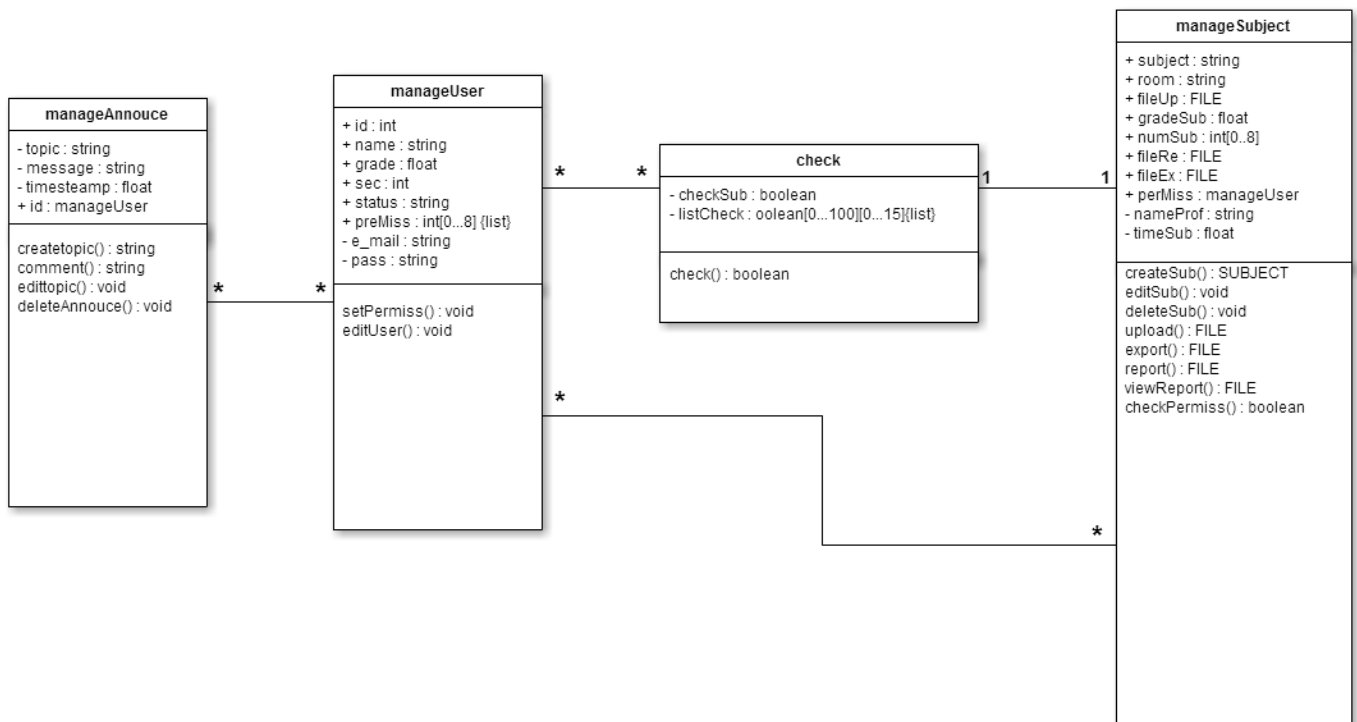 manageAnnouce
- topic : string
- message : string
- timesteamp : float
+ id : manageUser
createtopic() : string
comment() : string
edittopic() : void
deleteAnnouce() : void
*
*
manageUser
+ id : int
+ name : string
+ grade : float
+ sec : int
+ status : string
+ preMiss : int[0...8] {list}
- e_mail : string
- pass : string
setPermiss() : void
editUser() : void
*
*
*
check
- checkSub : boolean
- listCheck : oolean[0...100][0...15]{list}
check() : boolean
1
1
*
manageSubject
+ subject : string
+ room : string
+ fileUp : FILE
+ gradeSub : float
+ numSub : int[0..8]
+ fileRe : FILE
+ fileEx : FILE
+ perMiss : manageUser
- nameProf : string
- timeSub : float
createSub() : SUBJECT
editSub() : void
deleteSub() : void
upload() : FILE
export() : FILE
report() : FILE
viewReport() : FILE
checkPermiss() : boolean